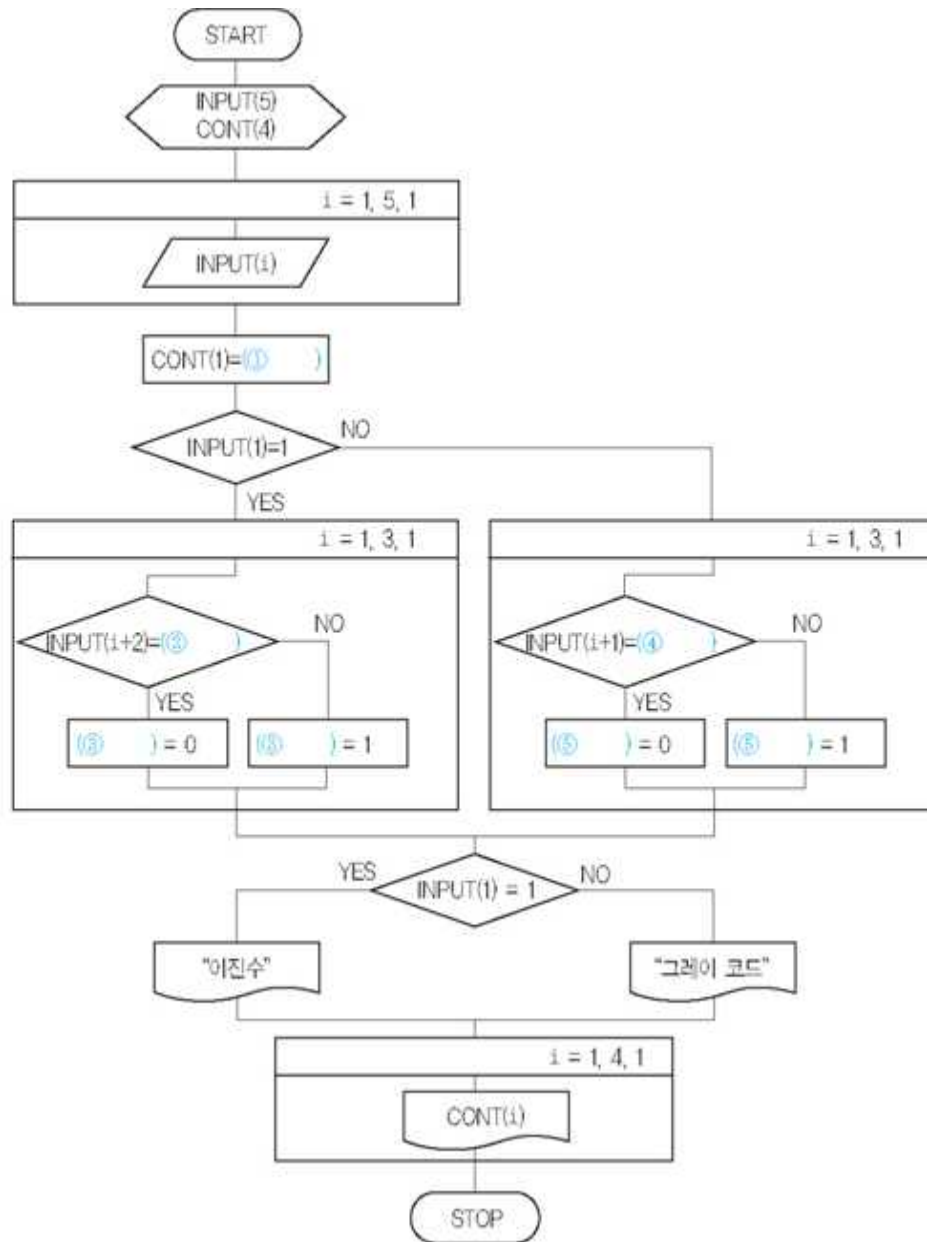 START
INPUT(5)
CONT(4)
i = 1, 5, 1
INPUT(i)
CONT(1)=(① )
INPUT(1)=1
NO
YES
i = 1, 3, 1
i = 1, 3, 1
INPUT(i+2)=(② )
NO
INPUT(i+1)=(④ )
NO
YES
YES
(③ ) = 0
(③ ) = 1
(⑤ ) = 0
(⑤ ) = 1
YES
INPUT(1) = 1
NO
"이진수"
"그레이 코드"
i = 1, 4, 1
CONT(i)
STOP